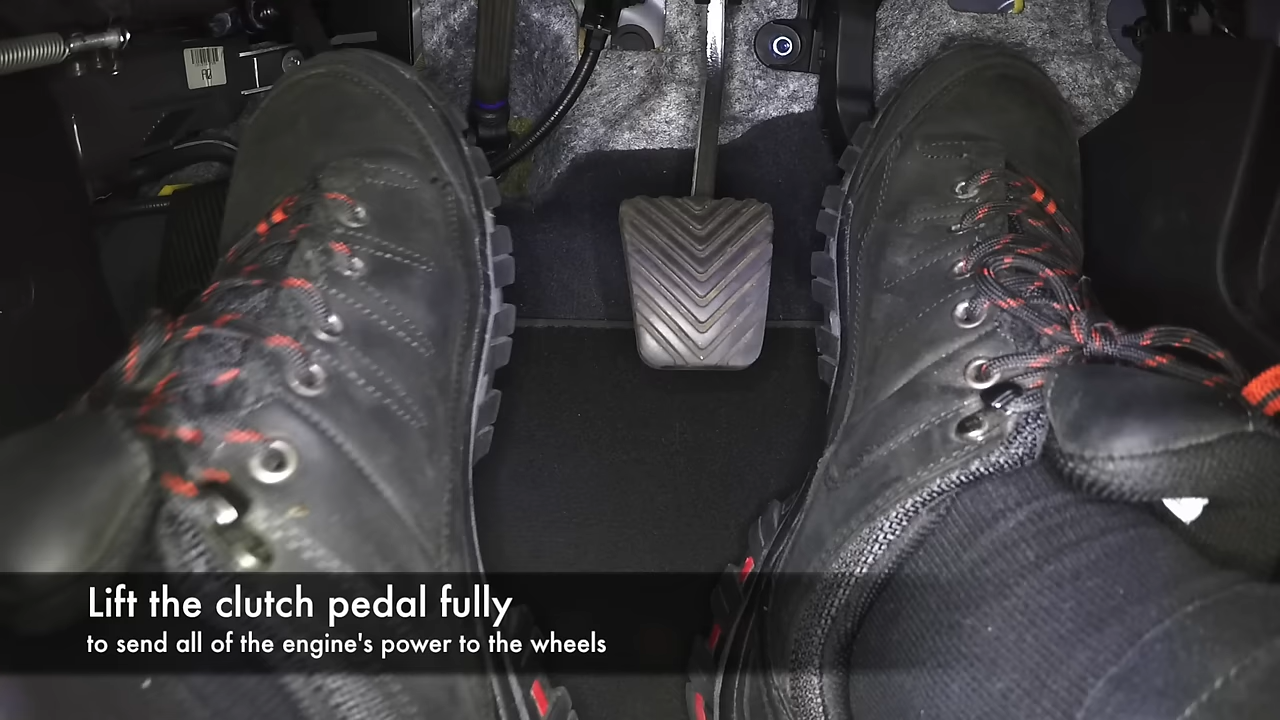 Lift the clutch pedal fully
to send all of the engine's power to the wheels